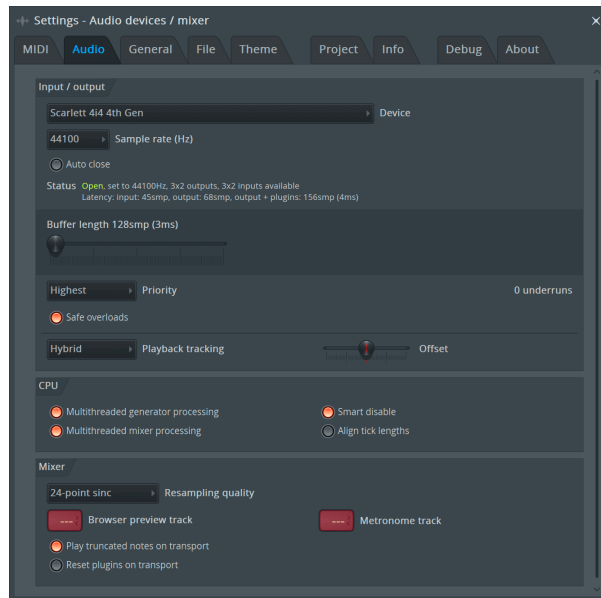 Settings - Audio devices / mixer
MIDI Audio General File Theme Project Info Debug About
Input / output
Scarlett 4i4 4th Gen Device
44100 Sample rate (Hz)
Auto close
Status Open, set to 44100Hz, 3x2 outputs, 3x2 inputs available
Latency: input: 45smp, output: 68smp, output + plugins: 156smp (4ms)
Buffer length 128smp (3ms)
Highest Priority 0 underruns
Safe overloads
Hybrid Playback tracking Offset
CPU
Multithreaded generator processing Smart disable
Multithreaded mixer processing Align tick lengths
Mixer
24-point sinc Resampling quality
--- Browser preview track --- Metronome track
Play truncated notes on transport
Reset plugins on transport